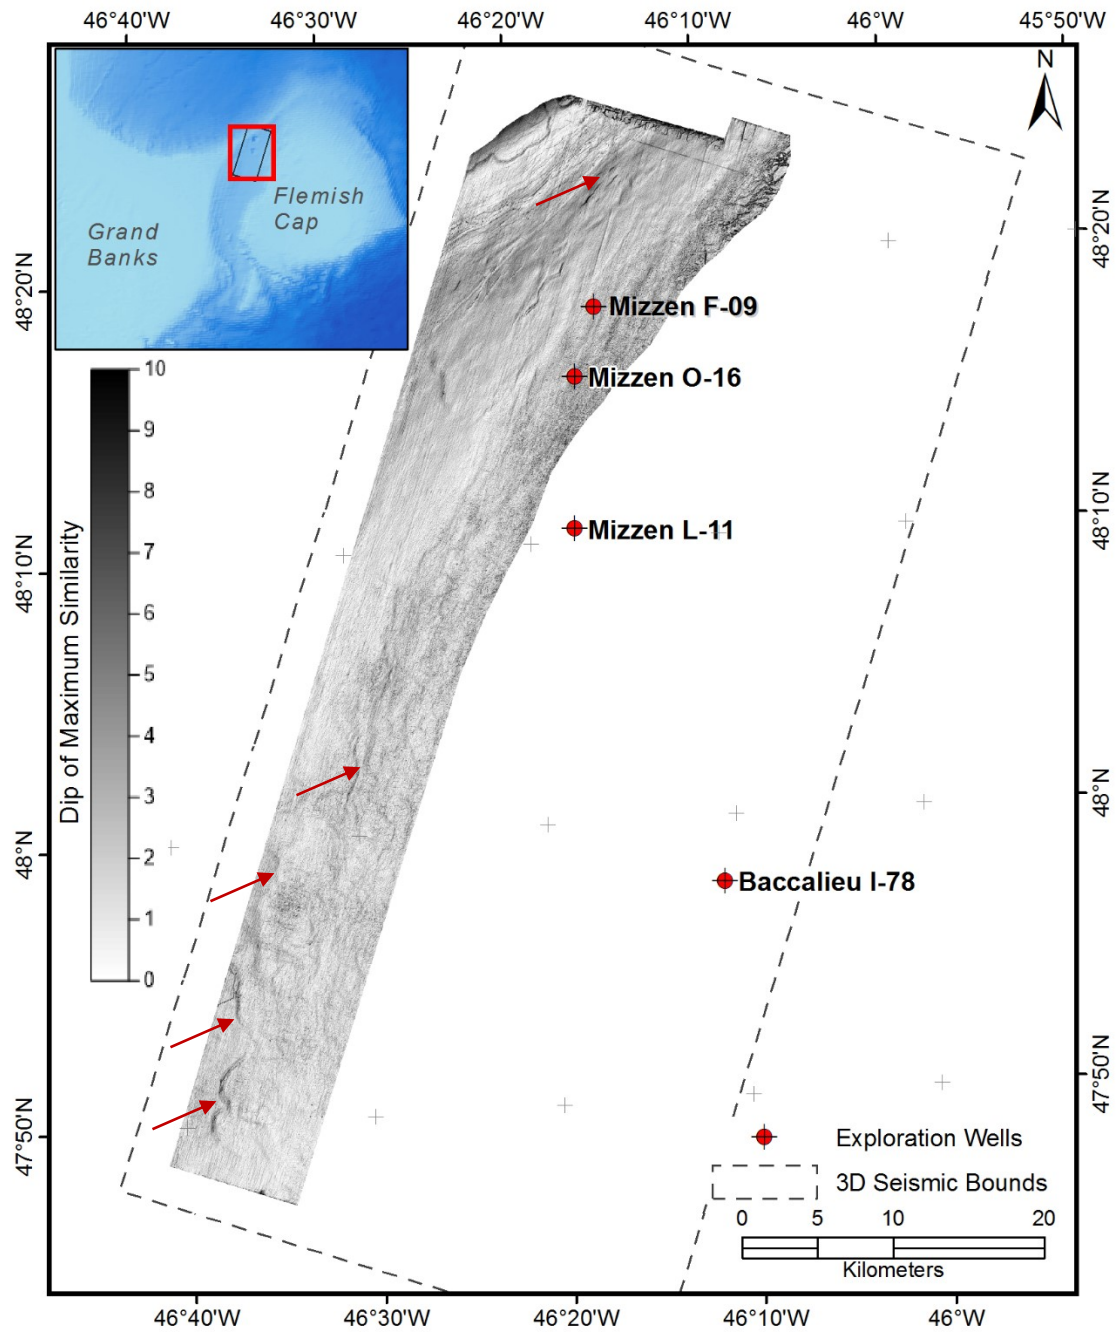 46°40'W 46°30'W 46°20'W 46°10'W 46°0'W 45°50'W
N
Flemish
Cap
Grand
Banks
48°20'N
48°20'N
Mizzen F-09
10
Mizzen O-16
9
8
48°10'N
7
Mizzen L-11
48°10'N
6
5
Dip of Maximum Similarity
4
3
48°N
2
48°N
Baccalieu I-78
1
0
47°50'N
47°50'N
Exploration Wells
3D Seismic Bounds
0 5 10 20
Kilometers
46°40'W 46°30'W 46°20'W 46°10'W 46°W